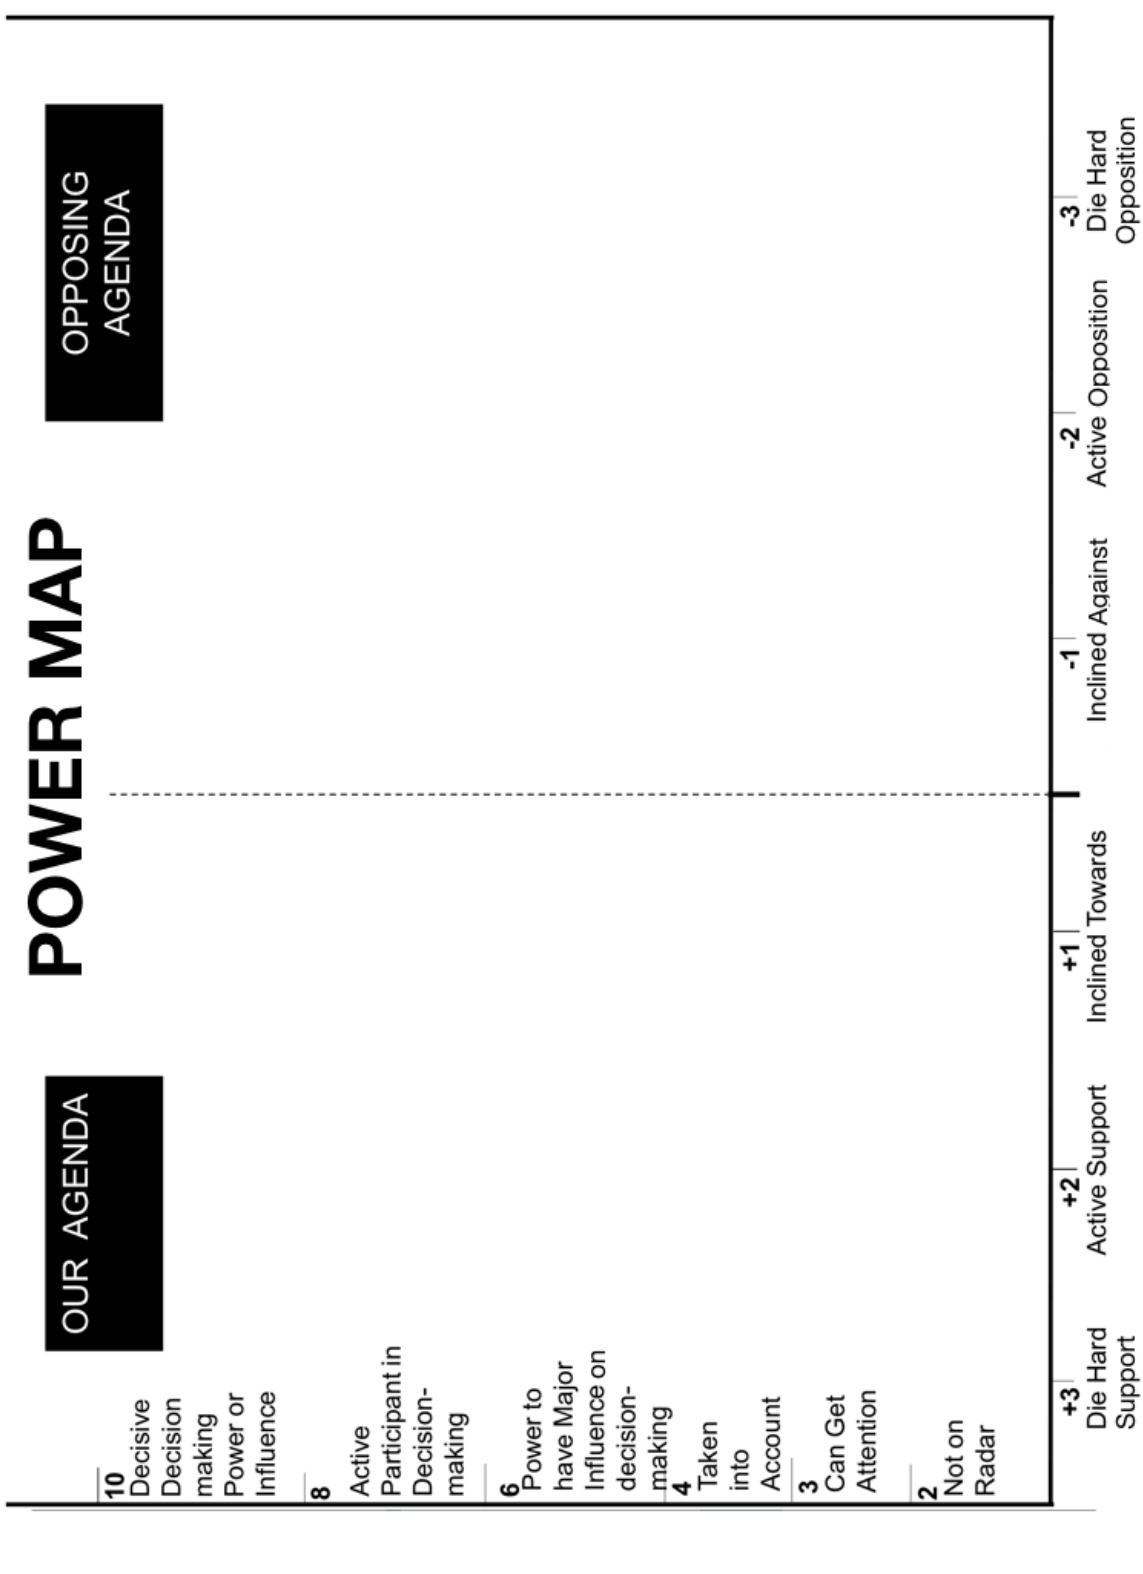 POWER MAP
OUR AGENDA
OPPOSING
AGENDA
10
Decisive
Decision
making
Power or
Influence
8
Active
Participant in
Decision-
making
6
Power to
have Major
Influence on
decision-
making
4
Taken
into
Account
3
Can Get
Attention
2
Not on
Radar
+3
Die Hard
Support
+2
Active Support
+1
Inclined Towards
-1
Inclined Against
-2
Active Opposition
-3
Die Hard
Opposition